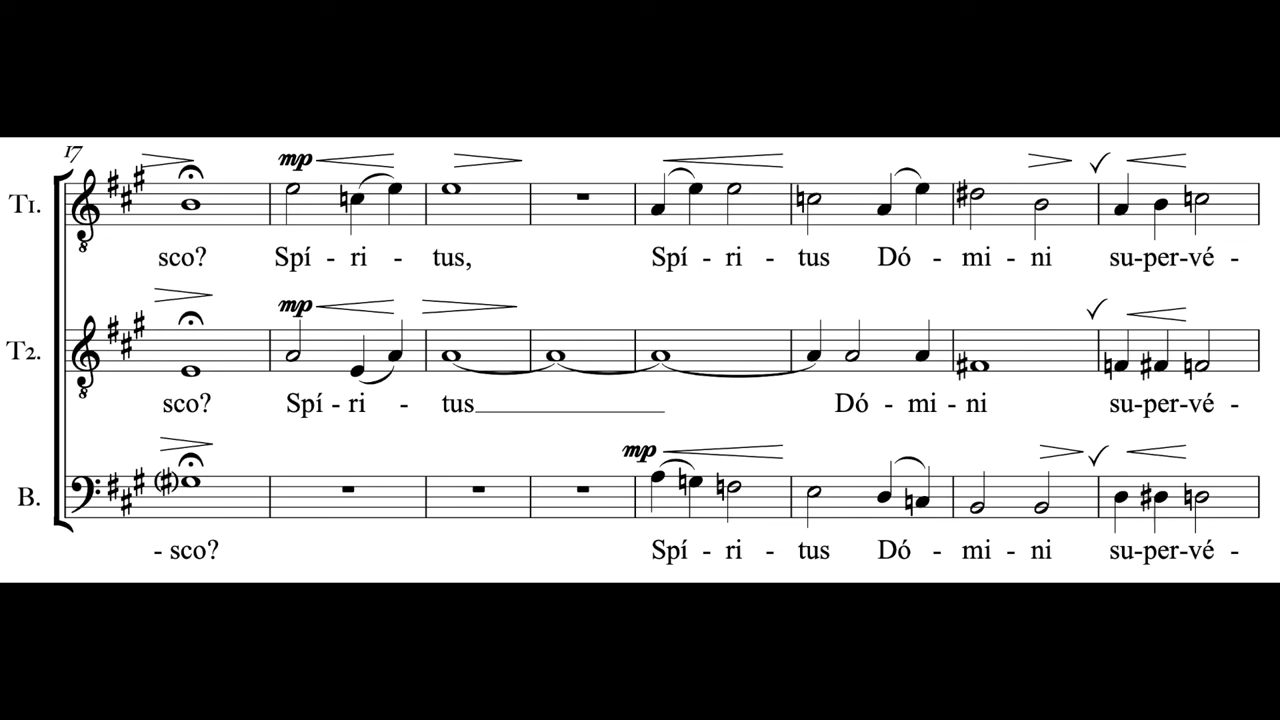 17
mp
T1.
sco? Spí - ri - tus, Spí - ri - tus Dó - mi - ni su-per-vé -
mp
T2.
sco? Spí - ri - tus Dó - mi - ni su-per-vé -
mp
B.
- sco? Spí - ri - tus Dó - mi - ni su-per-vé -